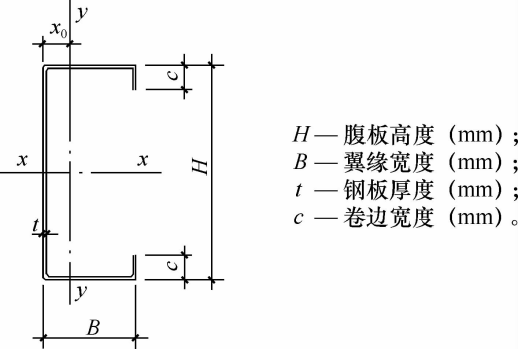 y
x₀
c
x
x
H
t
c
y
B
H — 腹板高度（mm）；
B — 翼缘宽度（mm）；
t — 钢板厚度（mm）；
c — 卷边宽度（mm）。